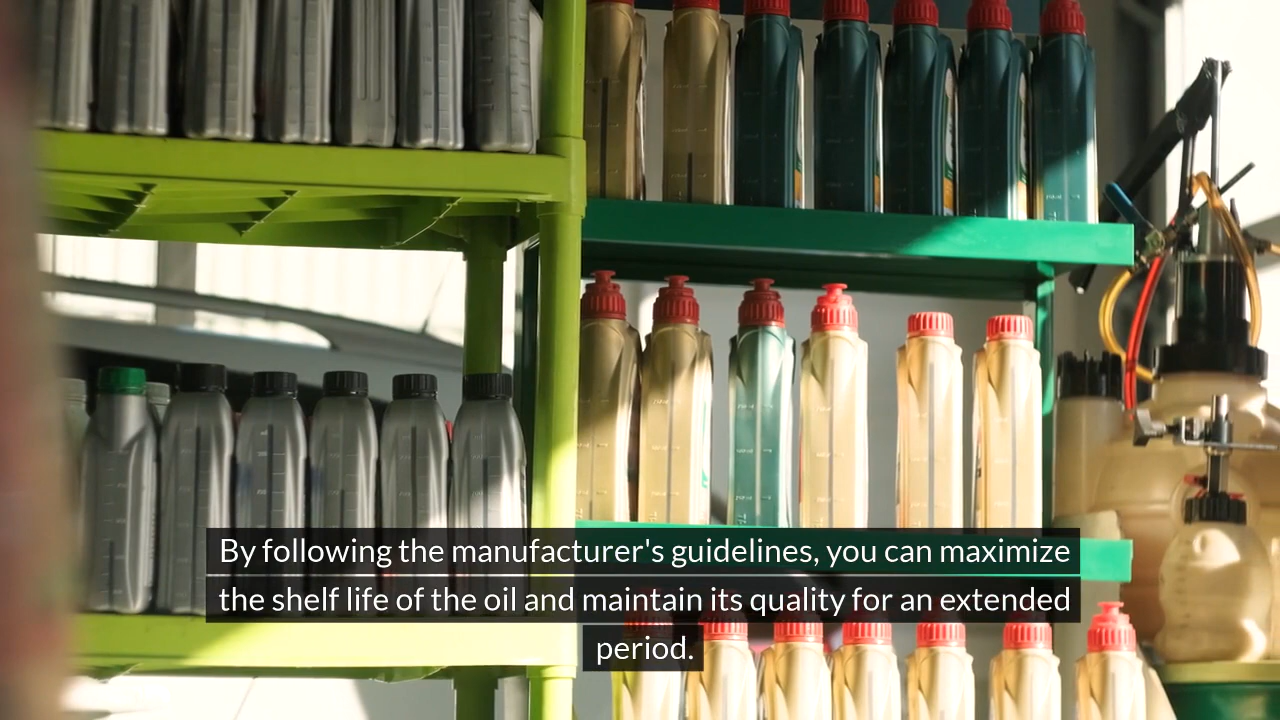 By following the manufacturer's guidelines, you can maximize
the shelf life of the oil and maintain its quality for an extended
period.